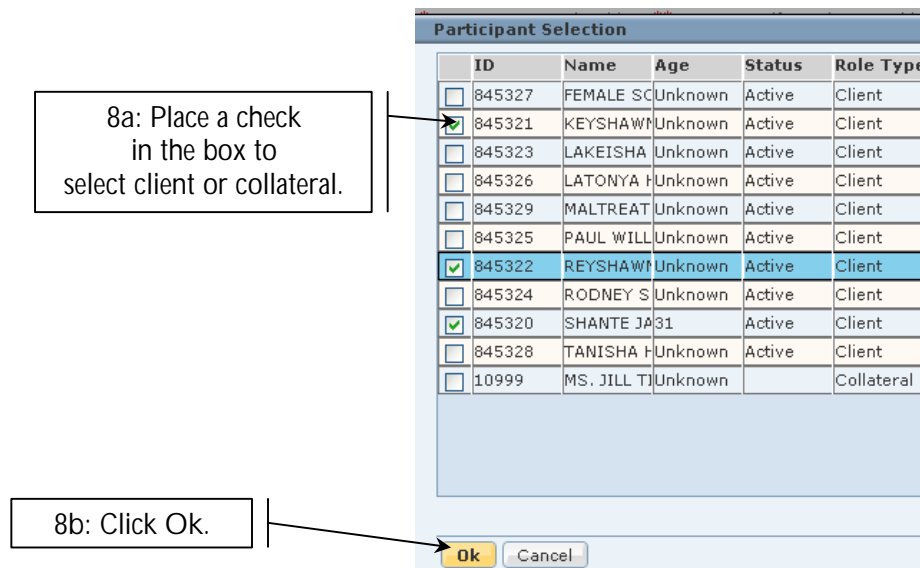 Participant Selection
ID Name Age Status Role Type
845327 FEMALE SC Unknown Active Client
8a: Place a check
in the box to
select client or collateral.
845321 KEYSHAWN Unknown Active Client
845323 LAKEISHA Unknown Active Client
845326 LATONYA H Unknown Active Client
845329 MALTREAT Unknown Active Client
845325 PAUL WILL Unknown Active Client
845322 REYSHAWN Unknown Active Client
845324 RODNEY S Unknown Active Client
845320 SHANTE JA 31 Active Client
845328 TANISHA H Unknown Active Client
10999 MS. JILL TI Unknown Collateral
8b: Click Ok.
Ok Cancel